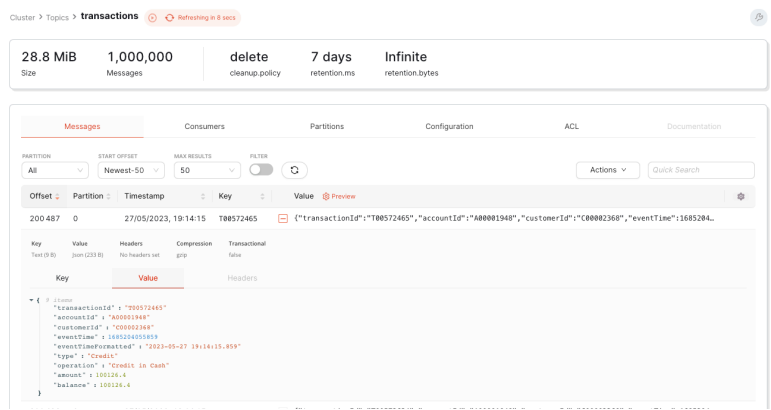 Cluster > Topics > transactions Refreshing in 8 secs
28.8 MiB 1,000,000 delete 7 days Infinite
Size Messages cleanup.policy retention.ms retention.bytes
Messages Consumers Partitions Configuration ACL Documentation
PARTITION START OFFSET MAX RESULTS FILTER
All Newest-50 50 Actions Quick Search
Offset Partition Timestamp Key Value Preview
200 487 0 27/05/2023, 19:14:15 T00572465 {"transactionId":"T00572465","accountId":"A00001948","customerId":"C00002368","eventTime":1685204…
Key Value Headers Compression Transactional
Text (9 B) Json (233 B) No headers set gzip false
Key Value Headers
{ 9 items
"transactionId" : "T00572465"
"accountId" : "A00001948"
"customerId" : "C00002368"
"eventTime" : 1685204055859
"eventTimeFormatted" : "2023-05-27 19:14:15.859"
"type" : "Credit"
"operation" : "Credit in Cash"
"amount" : 100126.4
"balance" : 100126.4
}